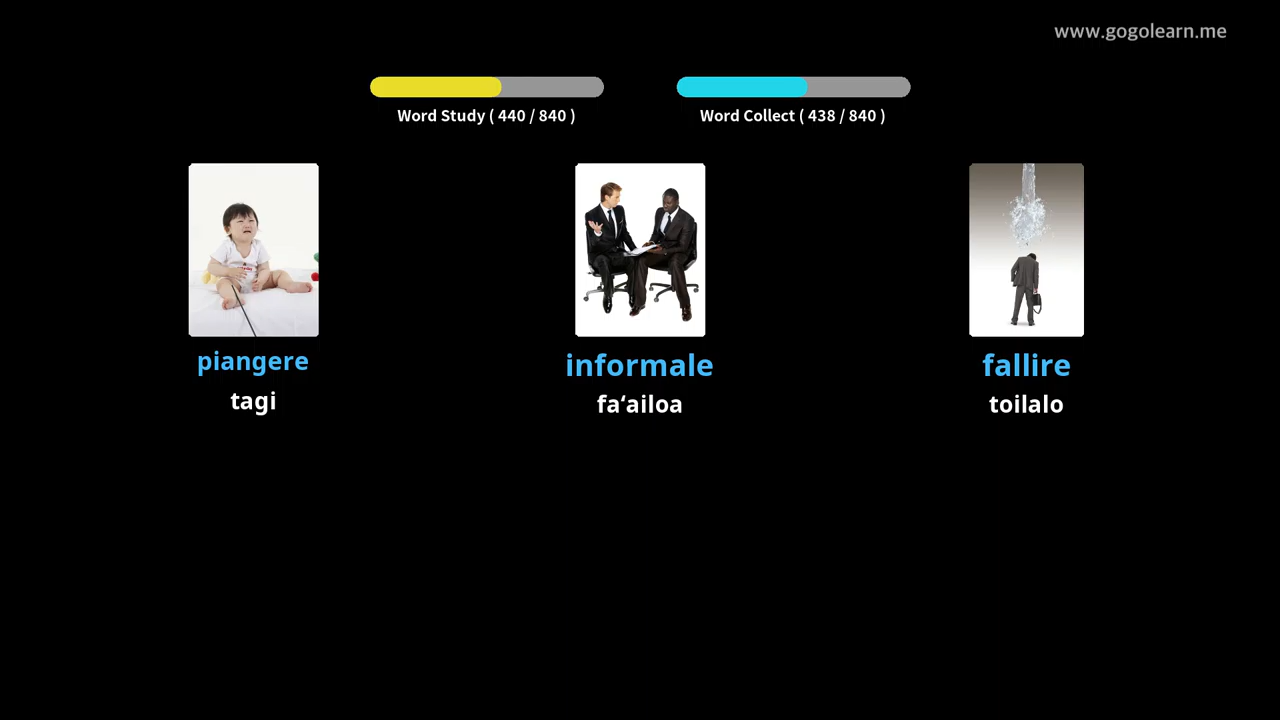 www.gogolearn.me
Word Study ( 440 / 840 )
Word Collect ( 438 / 840 )
piangere
tagi
informale
fa‘ailoa
fallire
toilalo